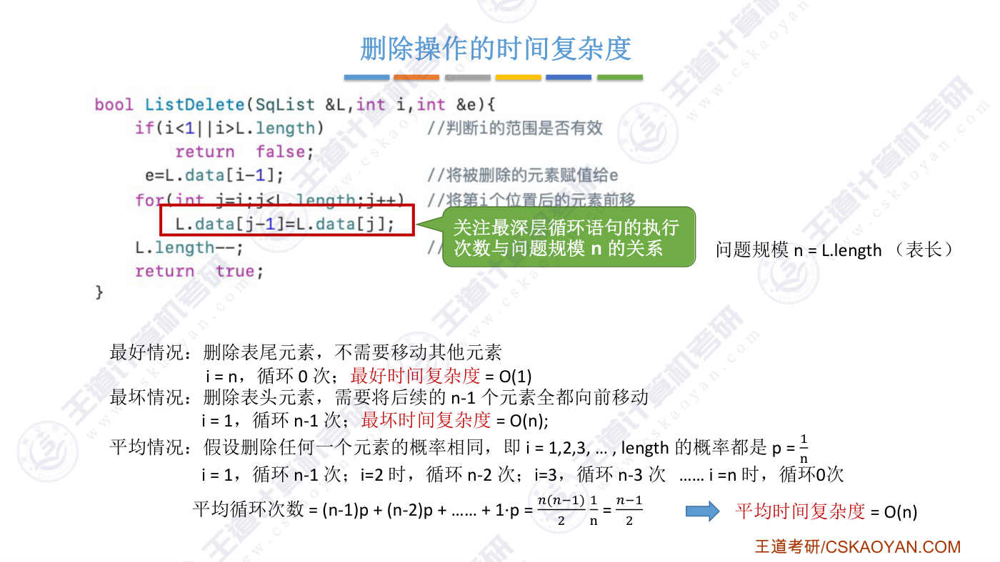 删除操作的时间复杂度
bool ListDelete(SqList &L,int i,int &e){
if(i<1||i>L.length) //判断i的范围是否有效
return false;
e=L.data[i-1]; //将被删除的元素赋值给e
for(int j=i;j<L.length;j++) //将第i个位置后的元素前移
L.data[j-1]=L.data[j];
关注最深层循环语句的执行
次数与问题规模 n 的关系
L.length--; //
return true;
}
问题规模 n = L.length （表长）
最好情况：删除表尾元素，不需要移动其他元素
i = n，循环 0 次；最好时间复杂度 = O(1)
最坏情况：删除表头元素，需要将后续的 n-1 个元素全都向前移动
i = 1，循环 n-1 次；最坏时间复杂度 = O(n);
平均情况：假设删除任何一个元素的概率相同，即 i = 1,2,3, … , length 的概率都是 p = 1/n
i = 1，循环 n-1 次；i=2 时，循环 n-2 次；i=3，循环 n-3 次 …… i =n 时，循环0次
平均循环次数 = (n-1)p + (n-2)p + …… + 1·p = n(n−1)/2 1/n = n−1/2 平均时间复杂度 = O(n)
王道考研/CSKAOYAN.COM
王道计算机考研
www.cskaoyan.com